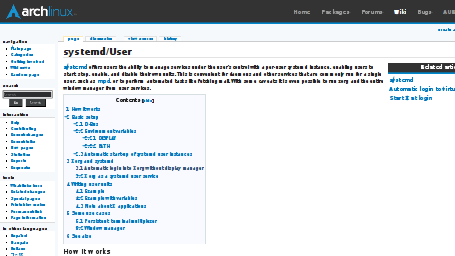 archlinux
Home Packages Forums Wiki Bugs AUR
page discussion view source history
systemd/User
systemd offers users the ability to manage services under the user's control with a per-user systemd instance, enabling users to
start, stop, enable, and disable their own units. This is convenient for daemons and other services that are commonly run for a single
user, such as mpd, or to perform automated tasks like fetching mail. With some caveats it is even possible to run xorg and the entire
window manager from user services.
Related articles
systemd
Automatic login to virtu
Start X at login
navigation
Main page
Categories
Getting involved
Wiki news
Random page
search
Go Search
interaction
Help
Contributing
Recent changes
Recent talks
New pages
Statistics
Reports
Requests
tools
What links here
Related changes
Special pages
Printable version
Permanent link
Page information
in other languages
Español
Italiano
Contents [hide]
1 How it works
2 Basic setup
2.1 D-Bus
2.2 Environment variables
2.2.1 DISPLAY
2.2.2 PATH
2.3 Automatic start-up of systemd user instances
3 Xorg and systemd
3.1 Automatic login into Xorg without display manager
3.2 Xorg as a systemd user service
4 Writing user units
4.1 Example
4.2 Example with variables
4.3 Note about X applications
5 Some use cases
5.1 Persistent terminal multiplexer
5.2 Window manager
6 See also
How it works